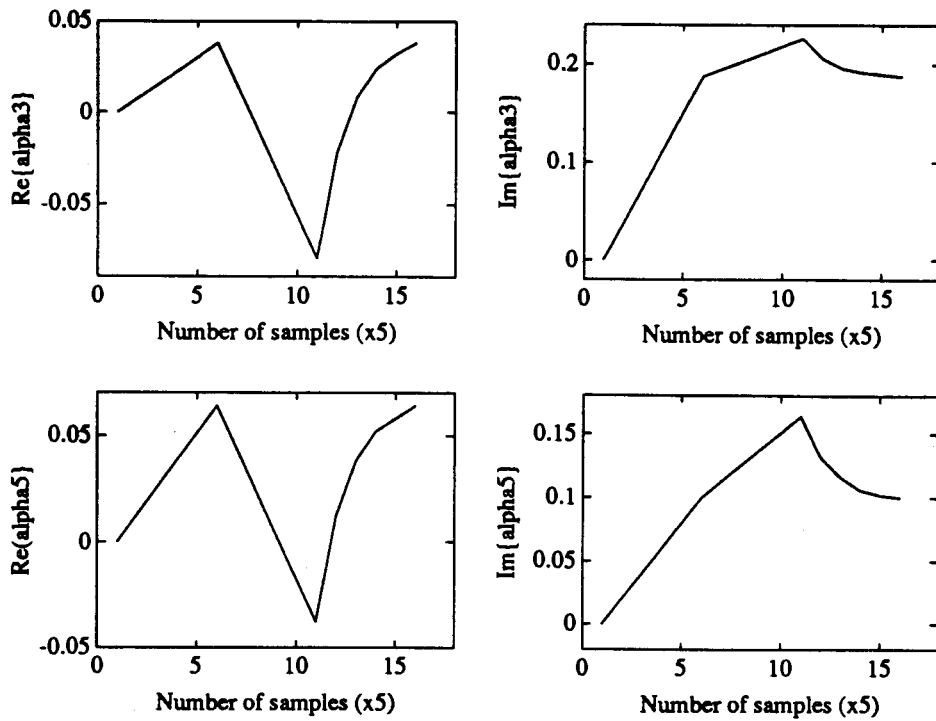 0.05
0
-0.05
Re{alpha3}
0 5 10 15
Number of samples (x5)
0.2
0.1
0
Im{alpha3}
0 5 10 15
Number of samples (x5)
0.05
0
-0.05
Re(alpha5}
0 5 10 15
Number of samples (x5)
0.15
0.1
0.05
0
Im{alpha5}
0 5 10 15
Number of samples (x5)